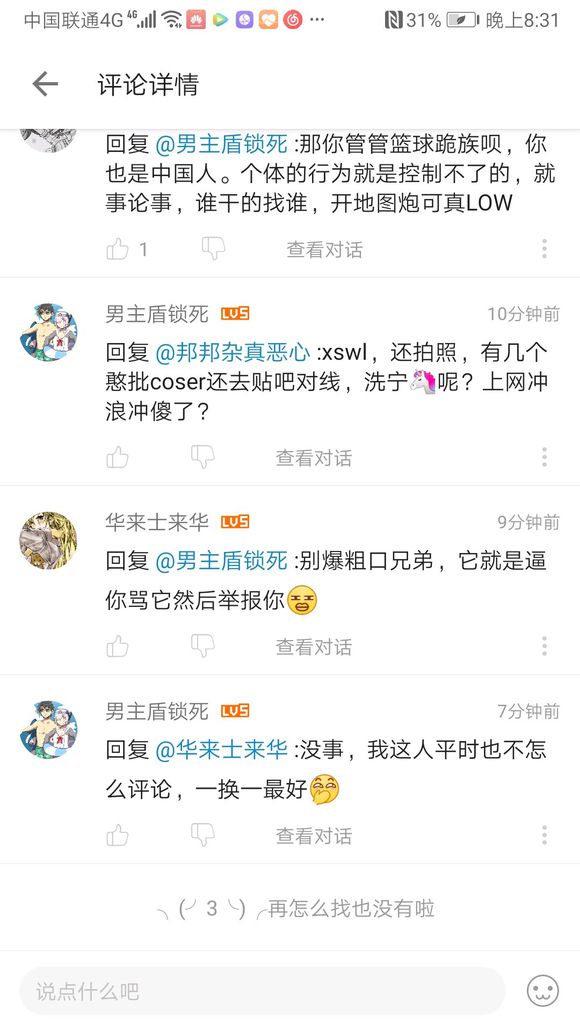 中国联通4G 4G 31% 晚上8:31
评论详情
回复 @男主盾锁死 :那你管管篮球跪族呗，你
也是中国人。个体的行为就是控制不了的，就
事论事，谁干的找谁，开地图炮可真LOW
1 查看对话
男主盾锁死 LV5 10分钟前
回复 @邦邦杂真恶心 :xswl，还拍照，有几个
憨批coser还去贴吧对线，洗宁🦄呢？上网冲
浪冲傻了？
查看对话
华来士来华 LV5 9分钟前
回复 @男主盾锁死 :别爆粗口兄弟，它就是逼
你骂它然后举报你
查看对话
男主盾锁死 LV5 7分钟前
回复 @华来士来华 :没事，我这人平时也不怎
么评论，一换一最好
查看对话
╮(╯3╰)╭再怎么找也没有啦
说点什么吧